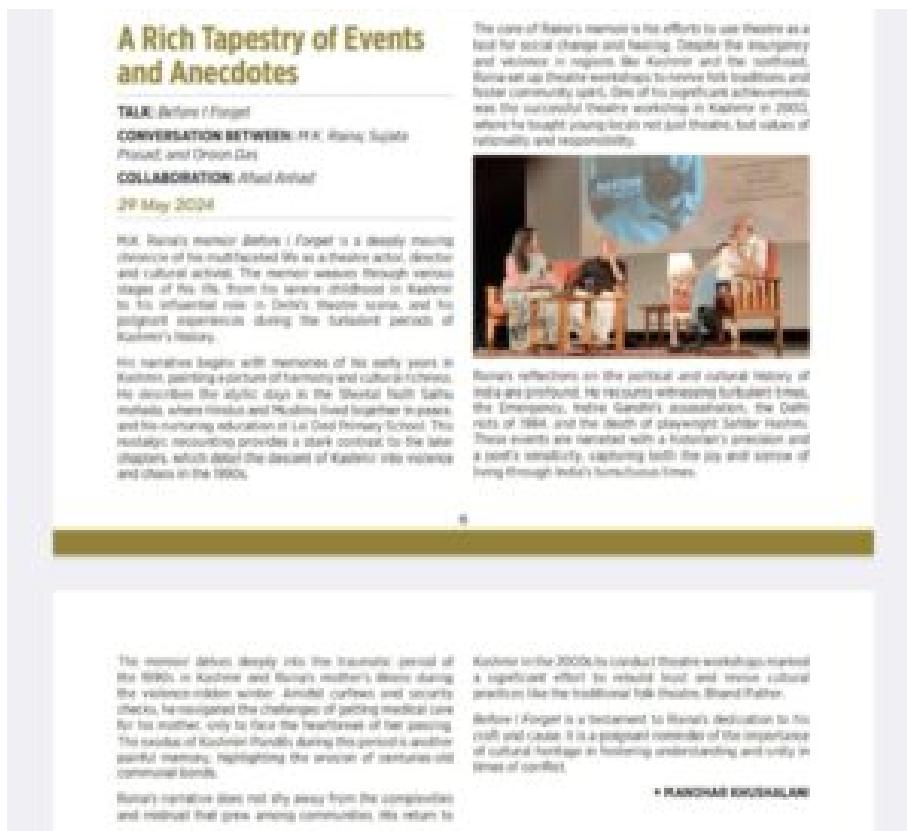 A Rich Tapestry of Events
and Anecdotes
TALK: Before I Forget
CONVERSATION BETWEEN: M.K. Raina, Sujata
Prasad, and Oroon Das
COLLABORATION: Ahad Anhad
29 May 2024
M.K. Raina's memoir Before I Forget is a deeply moving
chronicle of his multifaceted life as a theatre actor, director
and cultural activist. The memoir weaves through various
stages of his life, from his serene childhood in Kashmir
to his influential role in Delhi's theatre scene, and his
poignant experiences during the turbulent periods of
Kashmir's history.
His narrative begins with memories of his early years in
Kashmir, painting a picture of harmony and cultural richness.
He describes the idyllic days in the Sheetal Nath Sathu
mohalla, where Hindus and Muslims lived together in peace,
and his nurturing education at Lal Ded Primary School. This
nostalgic recounting provides a stark contrast to the later
chapters, which detail the descent of Kashmir into violence
and chaos in the 1990s.
The core of Raina's memoir is his efforts to use theatre as a
tool for social change and healing. Despite the insurgency
and violence in regions like Kashmir and the northeast,
Raina set up theatre workshops to revive folk traditions and
foster community spirit. One of his significant achievements
was the successful theatre workshop in Kashmir in
where he taught young locals not just theatre, but values of
rationality and responsibility.
Raina's reflections on the political and cultural history of
India are profound. He recounts witnessing turbulent times,
the Emergency, Indira Gandhi's assassination, the Delhi
riots of 1984, and the death of playwright Safdar Hashmi.
These events are narrated with a historian's precision and
a poet's sensitivity, capturing both the joy and sorrow of
living through India's tumultuous times.
The memoir delves deeply into the traumatic period of
the 1990s in Kashmir and Raina's mother's illness during
the violence-ridden winter. Amidst curfews and security
checks, he navigated the challenges of getting medical care
for his mother, only to face the heartbreak of her passing.
The exodus of Kashmiri Pandits during this period is another
painful memory, highlighting the erosion of centuries-old
communal bonds.
Raina's narrative does not shy away from the complexities
and mistrust that grew among communities. His return to
Kashmir in the 2000s to conduct theatre workshops marked
a significant effort to rebuild trust and revive cultural
practices like the traditional folk theatre, Bhand Pather.
Before I Forget is a testament to Raina's dedication to his
craft and cause. It is a poignant reminder of the importance
of cultural heritage in fostering understanding and unity in
times of conflict.
• MANOHAR KHUSHALANI